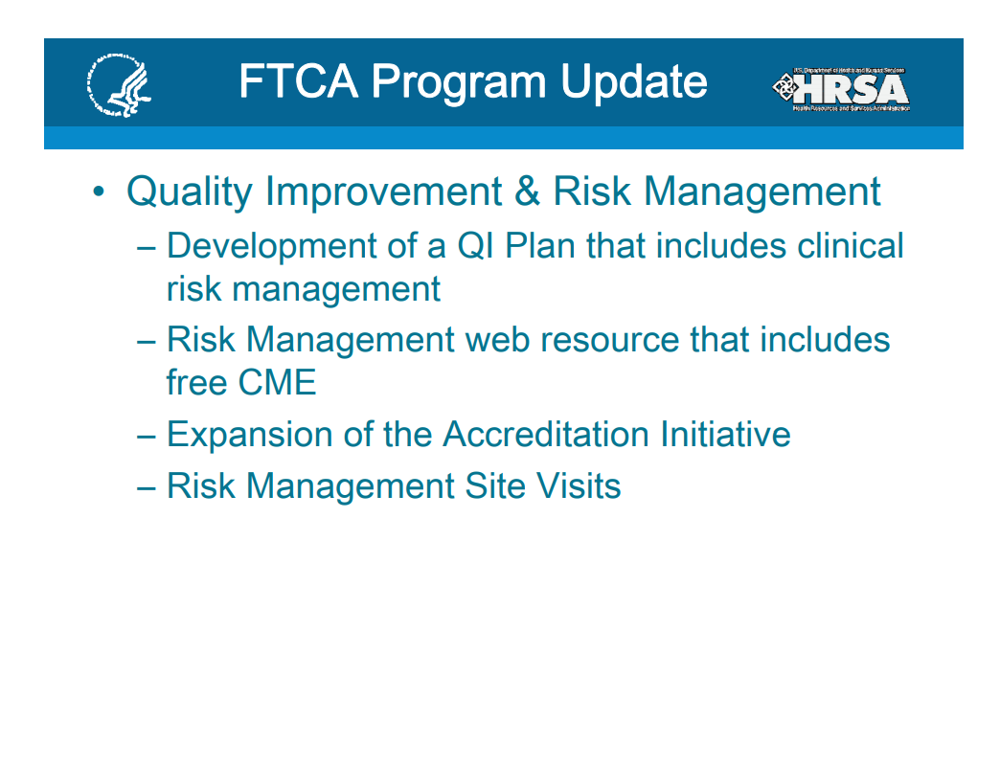 FTCA Program Update
U.S. Department of Health and Human Services
HRSA
Health Resources and Services Administration
• Quality Improvement & Risk Management
– Development of a QI Plan that includes clinical
risk management
– Risk Management web resource that includes
free CME
– Expansion of the Accreditation Initiative
– Risk Management Site Visits